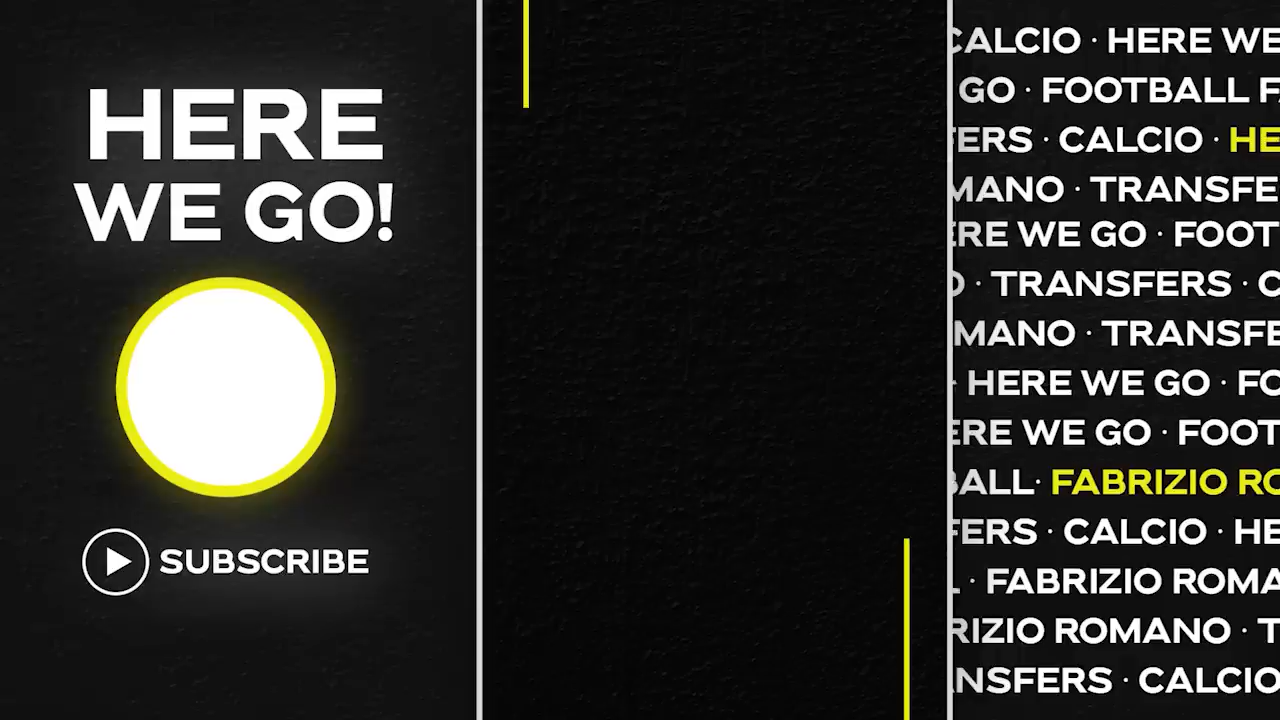 HERE
WE GO!
SUBSCRIBE
CALCIO · HERE WE
GO · FOOTBALL F
FERS · CALCIO · HE
MANO · TRANSFE
ERE WE GO · FOOT
O · TRANSFERS · C
MANO · TRANSFE
· HERE WE GO · FO
ERE WE GO · FOOT
BALL· FABRIZIO RO
FERS · CALCIO · HE
L · FABRIZIO ROMA
RIZIO ROMANO · T
NSFERS · CALCIO